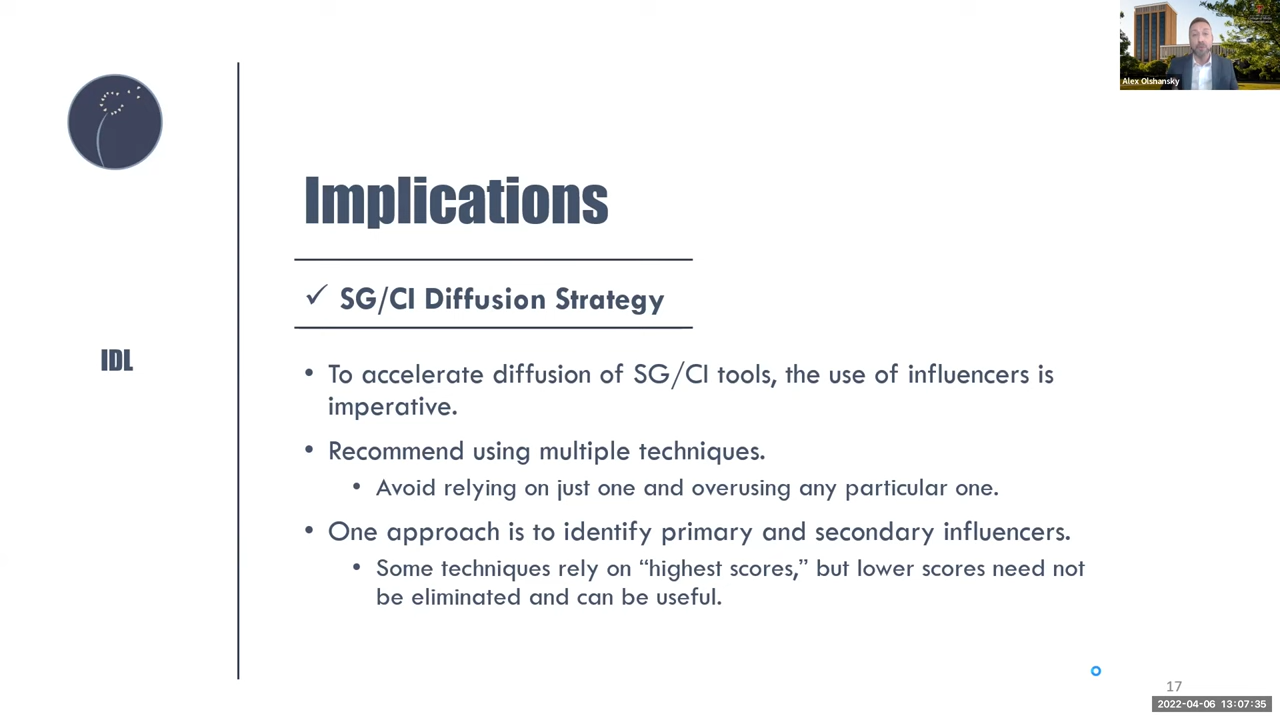 Alex Olshansky
Implications
✓ SG/CI Diffusion Strategy
IDL
• To accelerate diffusion of SG/CI tools, the use of influencers is
imperative.
• Recommend using multiple techniques.
• Avoid relying on just one and overusing any particular one.
• One approach is to identify primary and secondary influencers.
• Some techniques rely on “highest scores,” but lower scores need not
be eliminated and can be useful.
17
2022-04-06 13:07:35